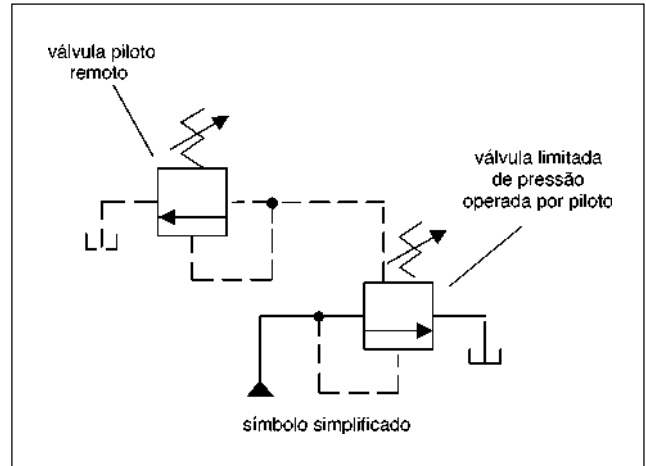 válvula piloto
remoto
válvula limitada
de pressão
operada por piloto
símbolo simplificado